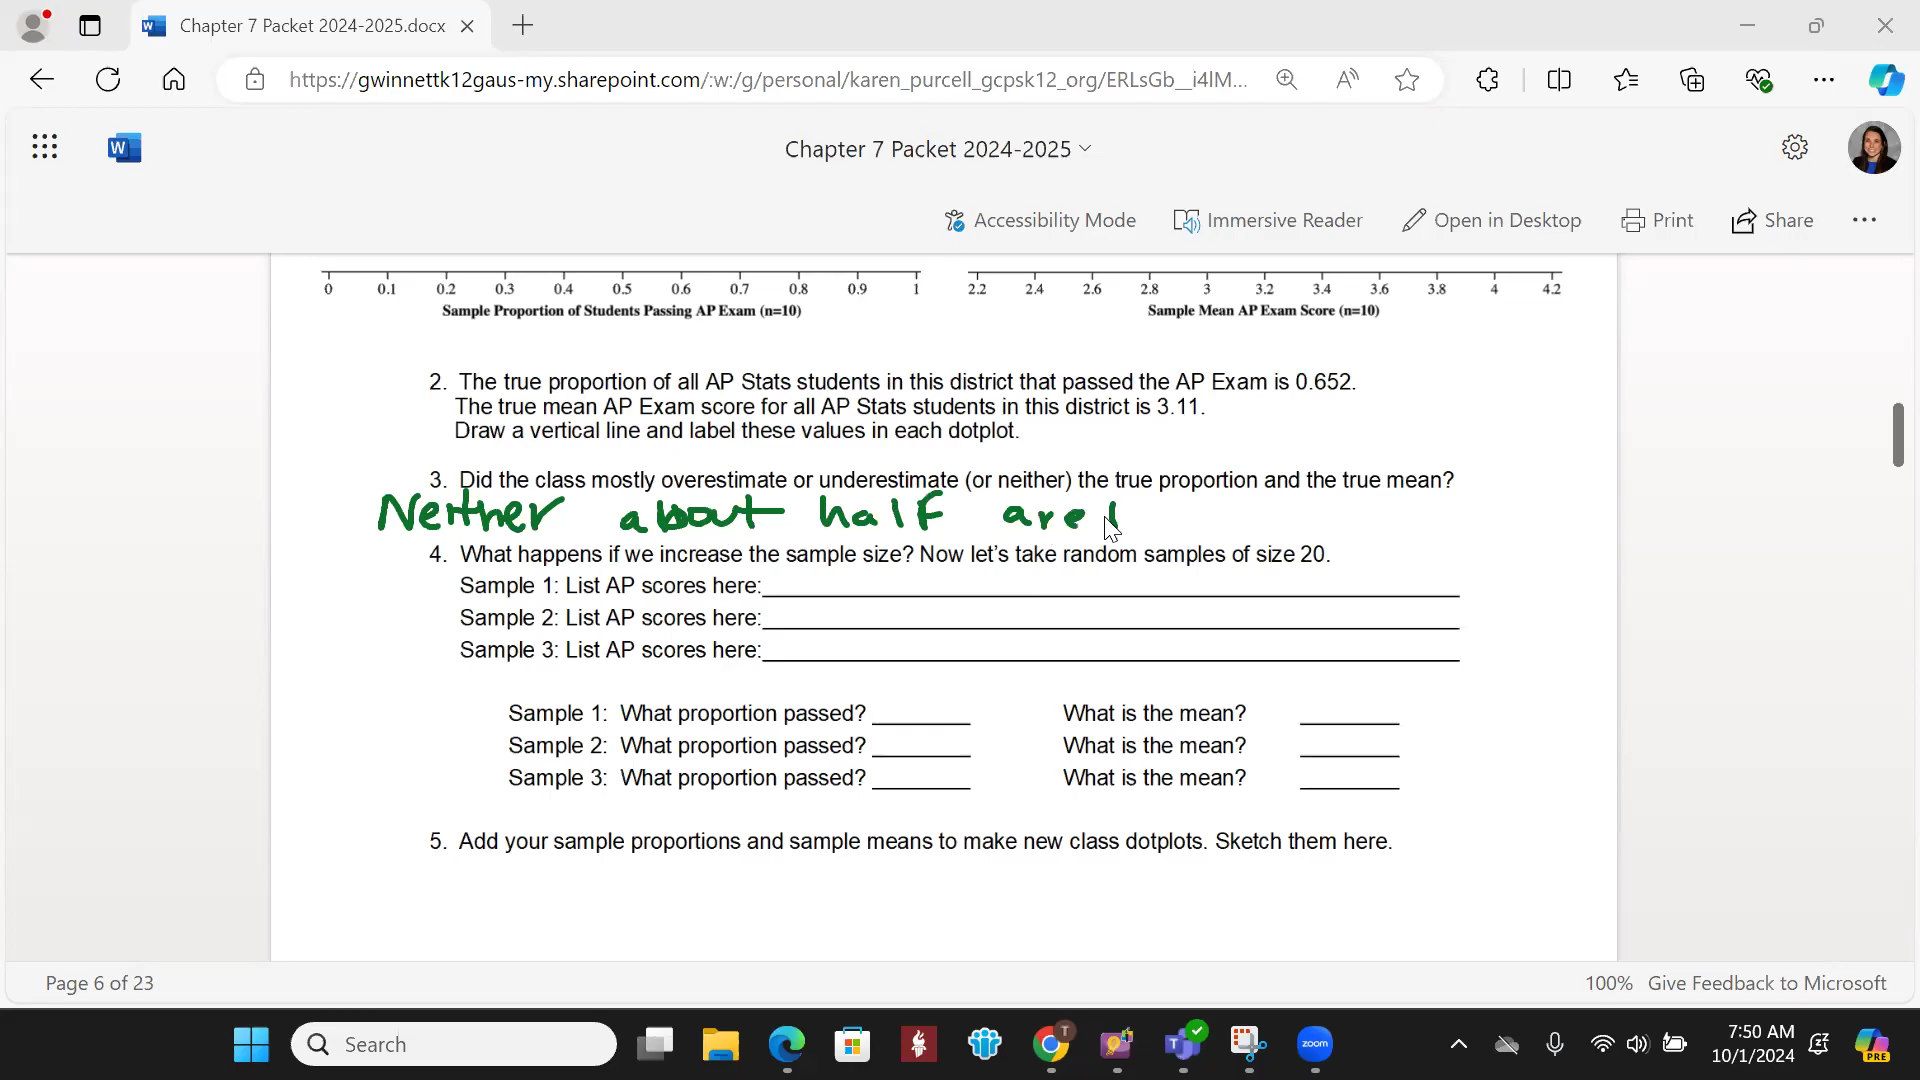 Chapter 7 Packet 2024-2025.docx
https://gwinnettk12gaus-my.sharepoint.com/:w:/g/personal/karen_purcell_gcpsk12_org/ERLsGb__i4lM...
W
Chapter 7 Packet 2024-2025
Accessibility Mode Immersive Reader Open in Desktop Print Share
0 0.1 0.2 0.3 0.4 0.5 0.6 0.7 0.8 0.9 1 2.2 2.4 2.6 2.8 3 3.2 3.4 3.6 3.8 4 4.2
Sample Proportion of Students Passing AP Exam (n=10) Sample Mean AP Exam Score (n=10)
2. The true proportion of all AP Stats students in this district that passed the AP Exam is 0.652.
The true mean AP Exam score for all AP Stats students in this district is 3.11.
Draw a vertical line and label these values in each dotplot.
3. Did the class mostly overestimate or underestimate (or neither) the true proportion and the true mean?
Neither about half are
4. What happens if we increase the sample size? Now let's take random samples of size 20.
Sample 1: List AP scores here:
Sample 2: List AP scores here:
Sample 3: List AP scores here:
Sample 1: What proportion passed? What is the mean?
Sample 2: What proportion passed? What is the mean?
Sample 3: What proportion passed? What is the mean?
5. Add your sample proportions and sample means to make new class dotplots. Sketch them here.
Page 6 of 23 100% Give Feedback to Microsoft
Search zoom 7:50 AM
10/1/2024
PRE